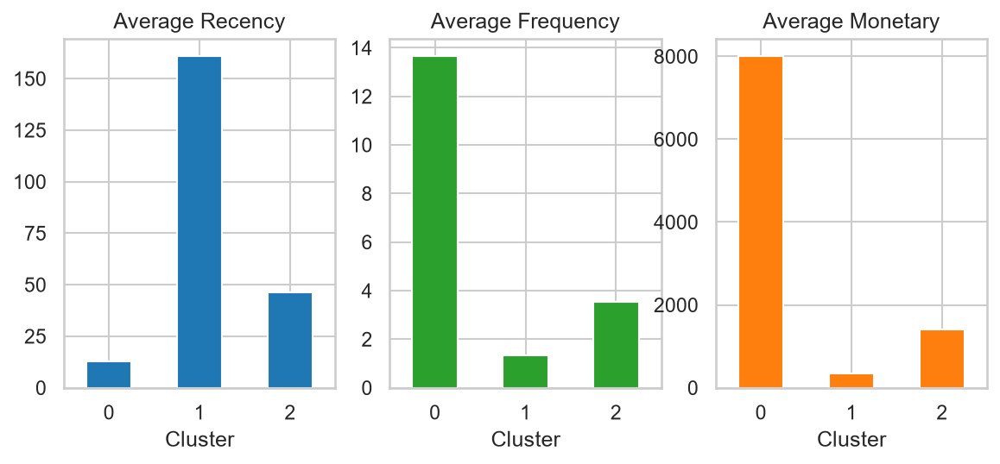 Average Recency
150
125
100
75
50
25
0
0 1 2
Cluster
Average Frequency
14
12
10
8
6
4
2
0
0 1 2
Cluster
Average Monetary
8000
6000
4000
2000
0
0 1 2
Cluster